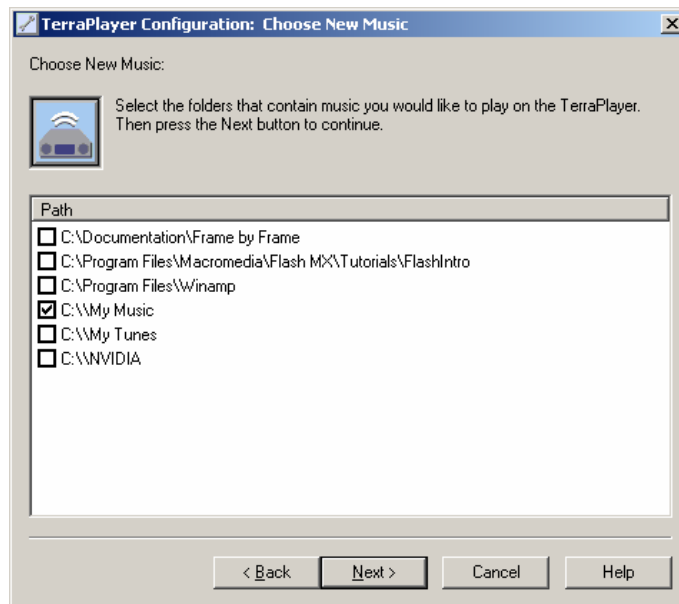 TerraPlayer Configuration: Choose New Music
Choose New Music:
Select the folders that contain music you would like to play on the TerraPlayer.
Then press the Next button to continue.
Path
C:\Documentation\Frame by Frame
C:\Program Files\Macromedia\Flash MX\Tutorials\FlashIntro
C:\Program Files\Winamp
C:\\My Music
C:\\My Tunes
C:\\NVIDIA
< Back Next > Cancel Help